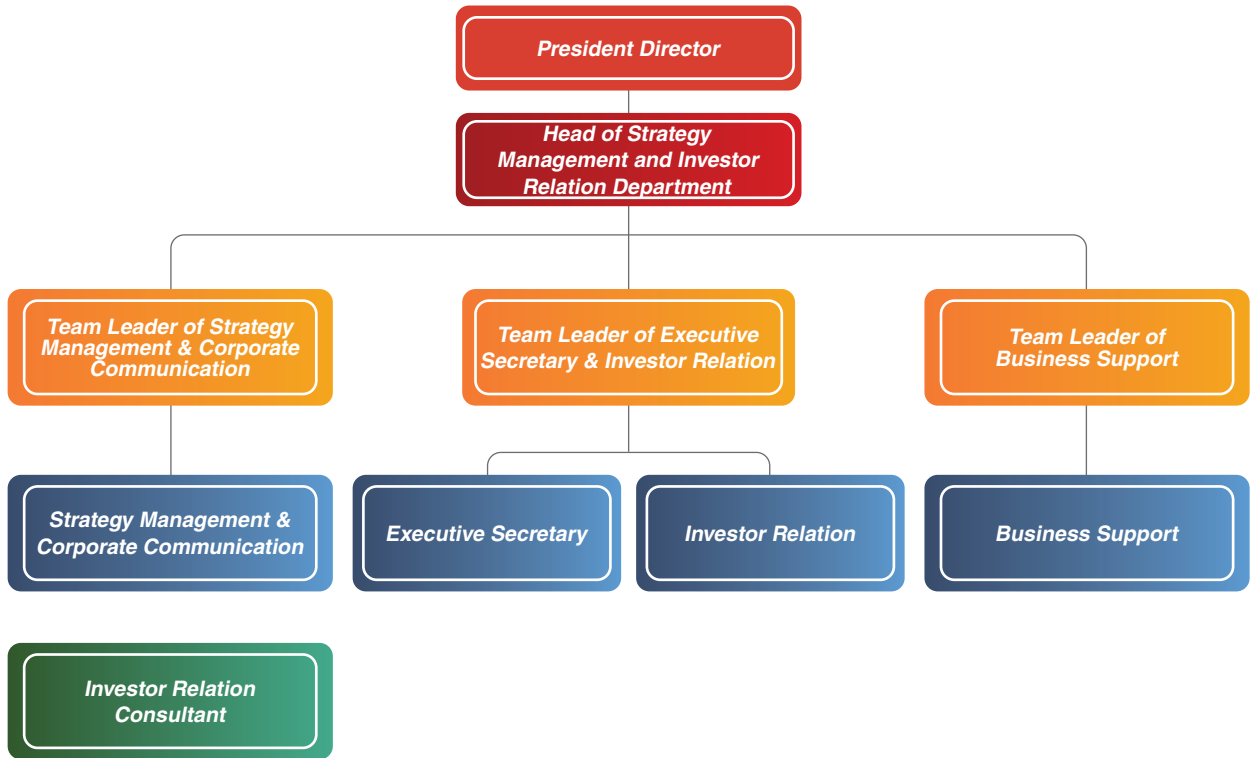 President Director
Head of Strategy
Management and Investor
Relation Department
Team Leader of Strategy
Management & Corporate
Communication
Team Leader of Executive
Secretary & Investor Relation
Team Leader of
Business Support
Strategy Management &
Corporate Communication
Executive Secretary
Investor Relation
Business Support
Investor Relation
Consultant